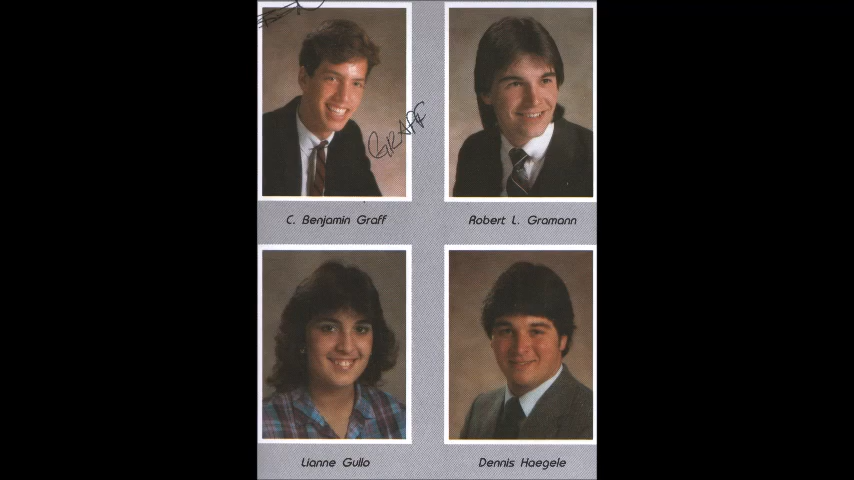 GRAFF
C. Benjamin Graff
Robert L. Gramann
Lianne Gullo
Dennis Haegele